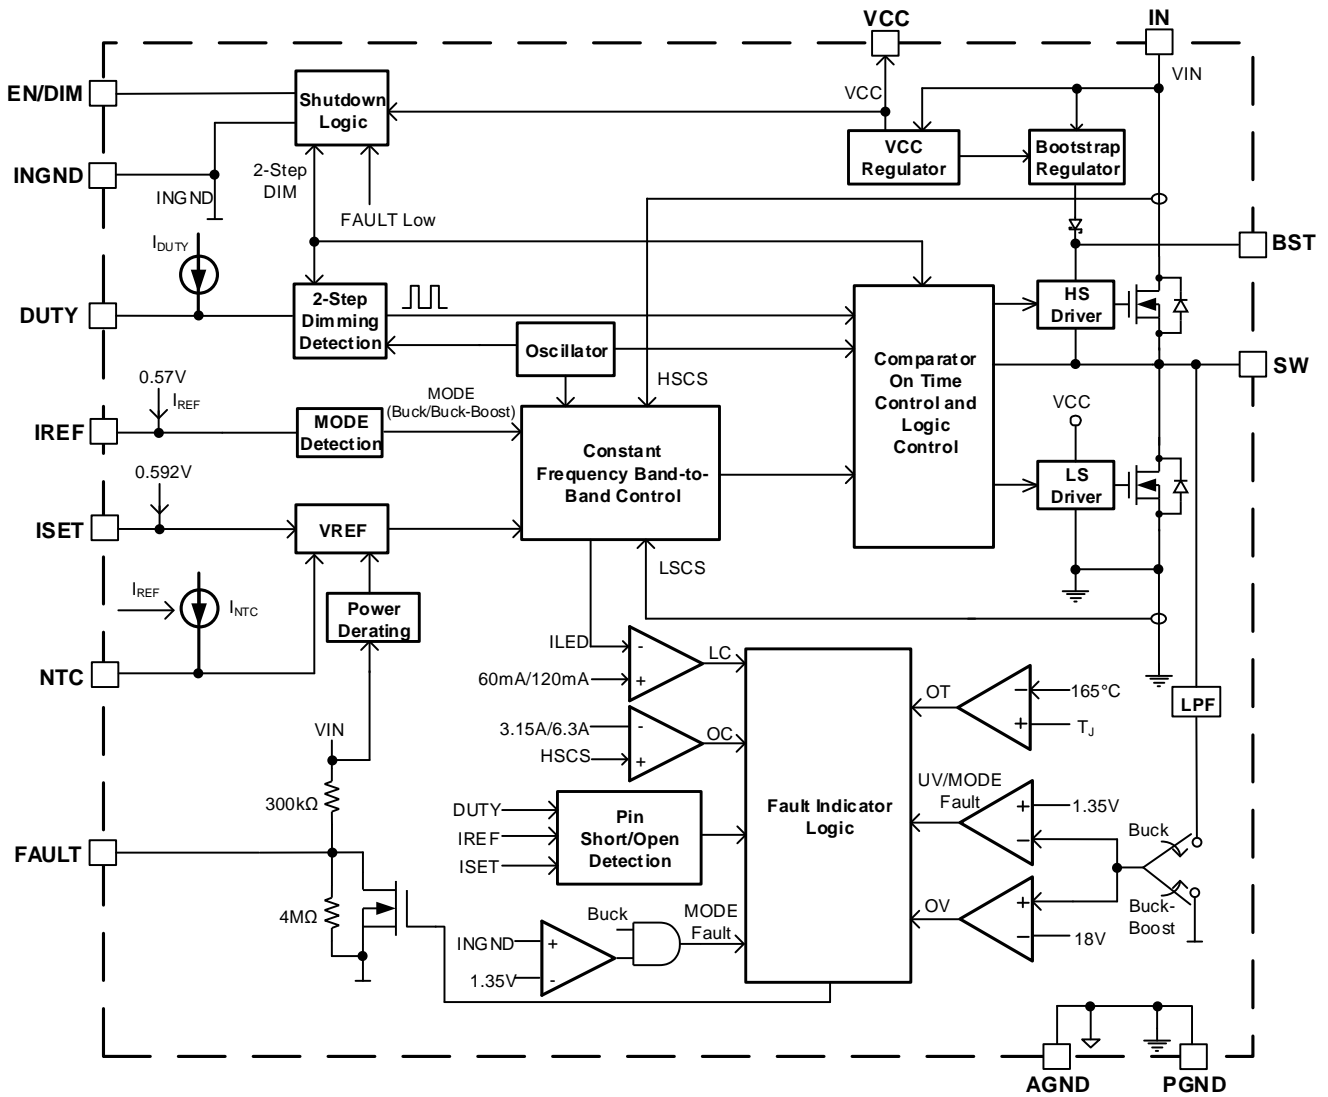 VCC
IN
EN/DIM
Shutdown
Logic
VCC
VIN
VCC
Regulator
Bootstrap
Regulator
INGND
INGND
2-Step
DIM
FAULT Low
BST
IDUTY
DUTY
2-Step
Dimming
Detection
Oscillator
HS
Driver
SW
Comparator
On Time
Control and
Logic
Control
HSCS
0.57V
IREF
IREF
MODE
Detection
MODE
(Buck/Buck-Boost)
Constant
Frequency Band-to-
Band Control
VCC
LS
Driver
0.592V
ISET
VREF
LSCS
IREF
INTC
NTC
Power
Derating
ILED
-
+
60mA/120mA
LC
3.15A/6.3A
-
HSCS
+
OC
OT
−
+
165°C
TJ
LPF
VIN
300kΩ
FAULT
4MΩ
DUTY
IREF
ISET
Pin
Short/Open
Detection
Fault Indicator
Logic
UV/MODE
Fault
+
−
1.35V
Buck
Buck-
Boost
OV
+
−
18V
INGND
+
1.35V
-
Buck
MODE
Fault
AGND
PGND